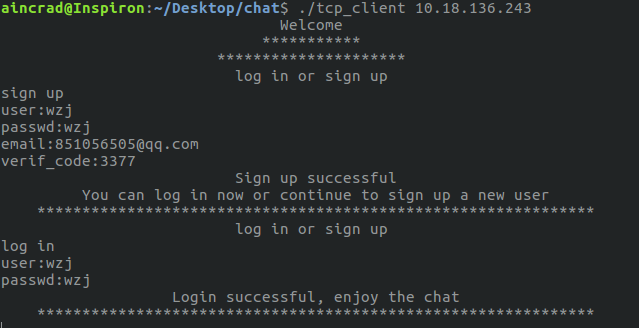 aincrad@Inspiron:~/Desktop/chat$ ./tcp_client 10.18.136.243
Welcome
***********
*********************
log in or sign up
sign up
user:wzj
passwd:wzj
email:851056505@qq.com
verif_code:3377
Sign up successful
You can log in now or continue to sign up a new user
**************************************************************
log in or sign up
log in
user:wzj
passwd:wzj
Login successful, enjoy the chat
**************************************************************